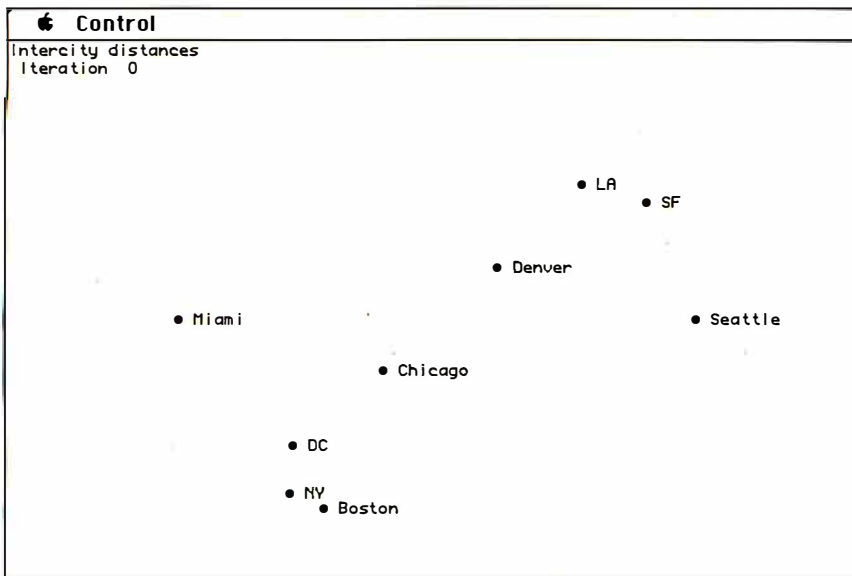 Control
Intercity distances
Iteration 0
LA
SF
Denver
Miami
Seattle
Chicago
DC
NY
Boston